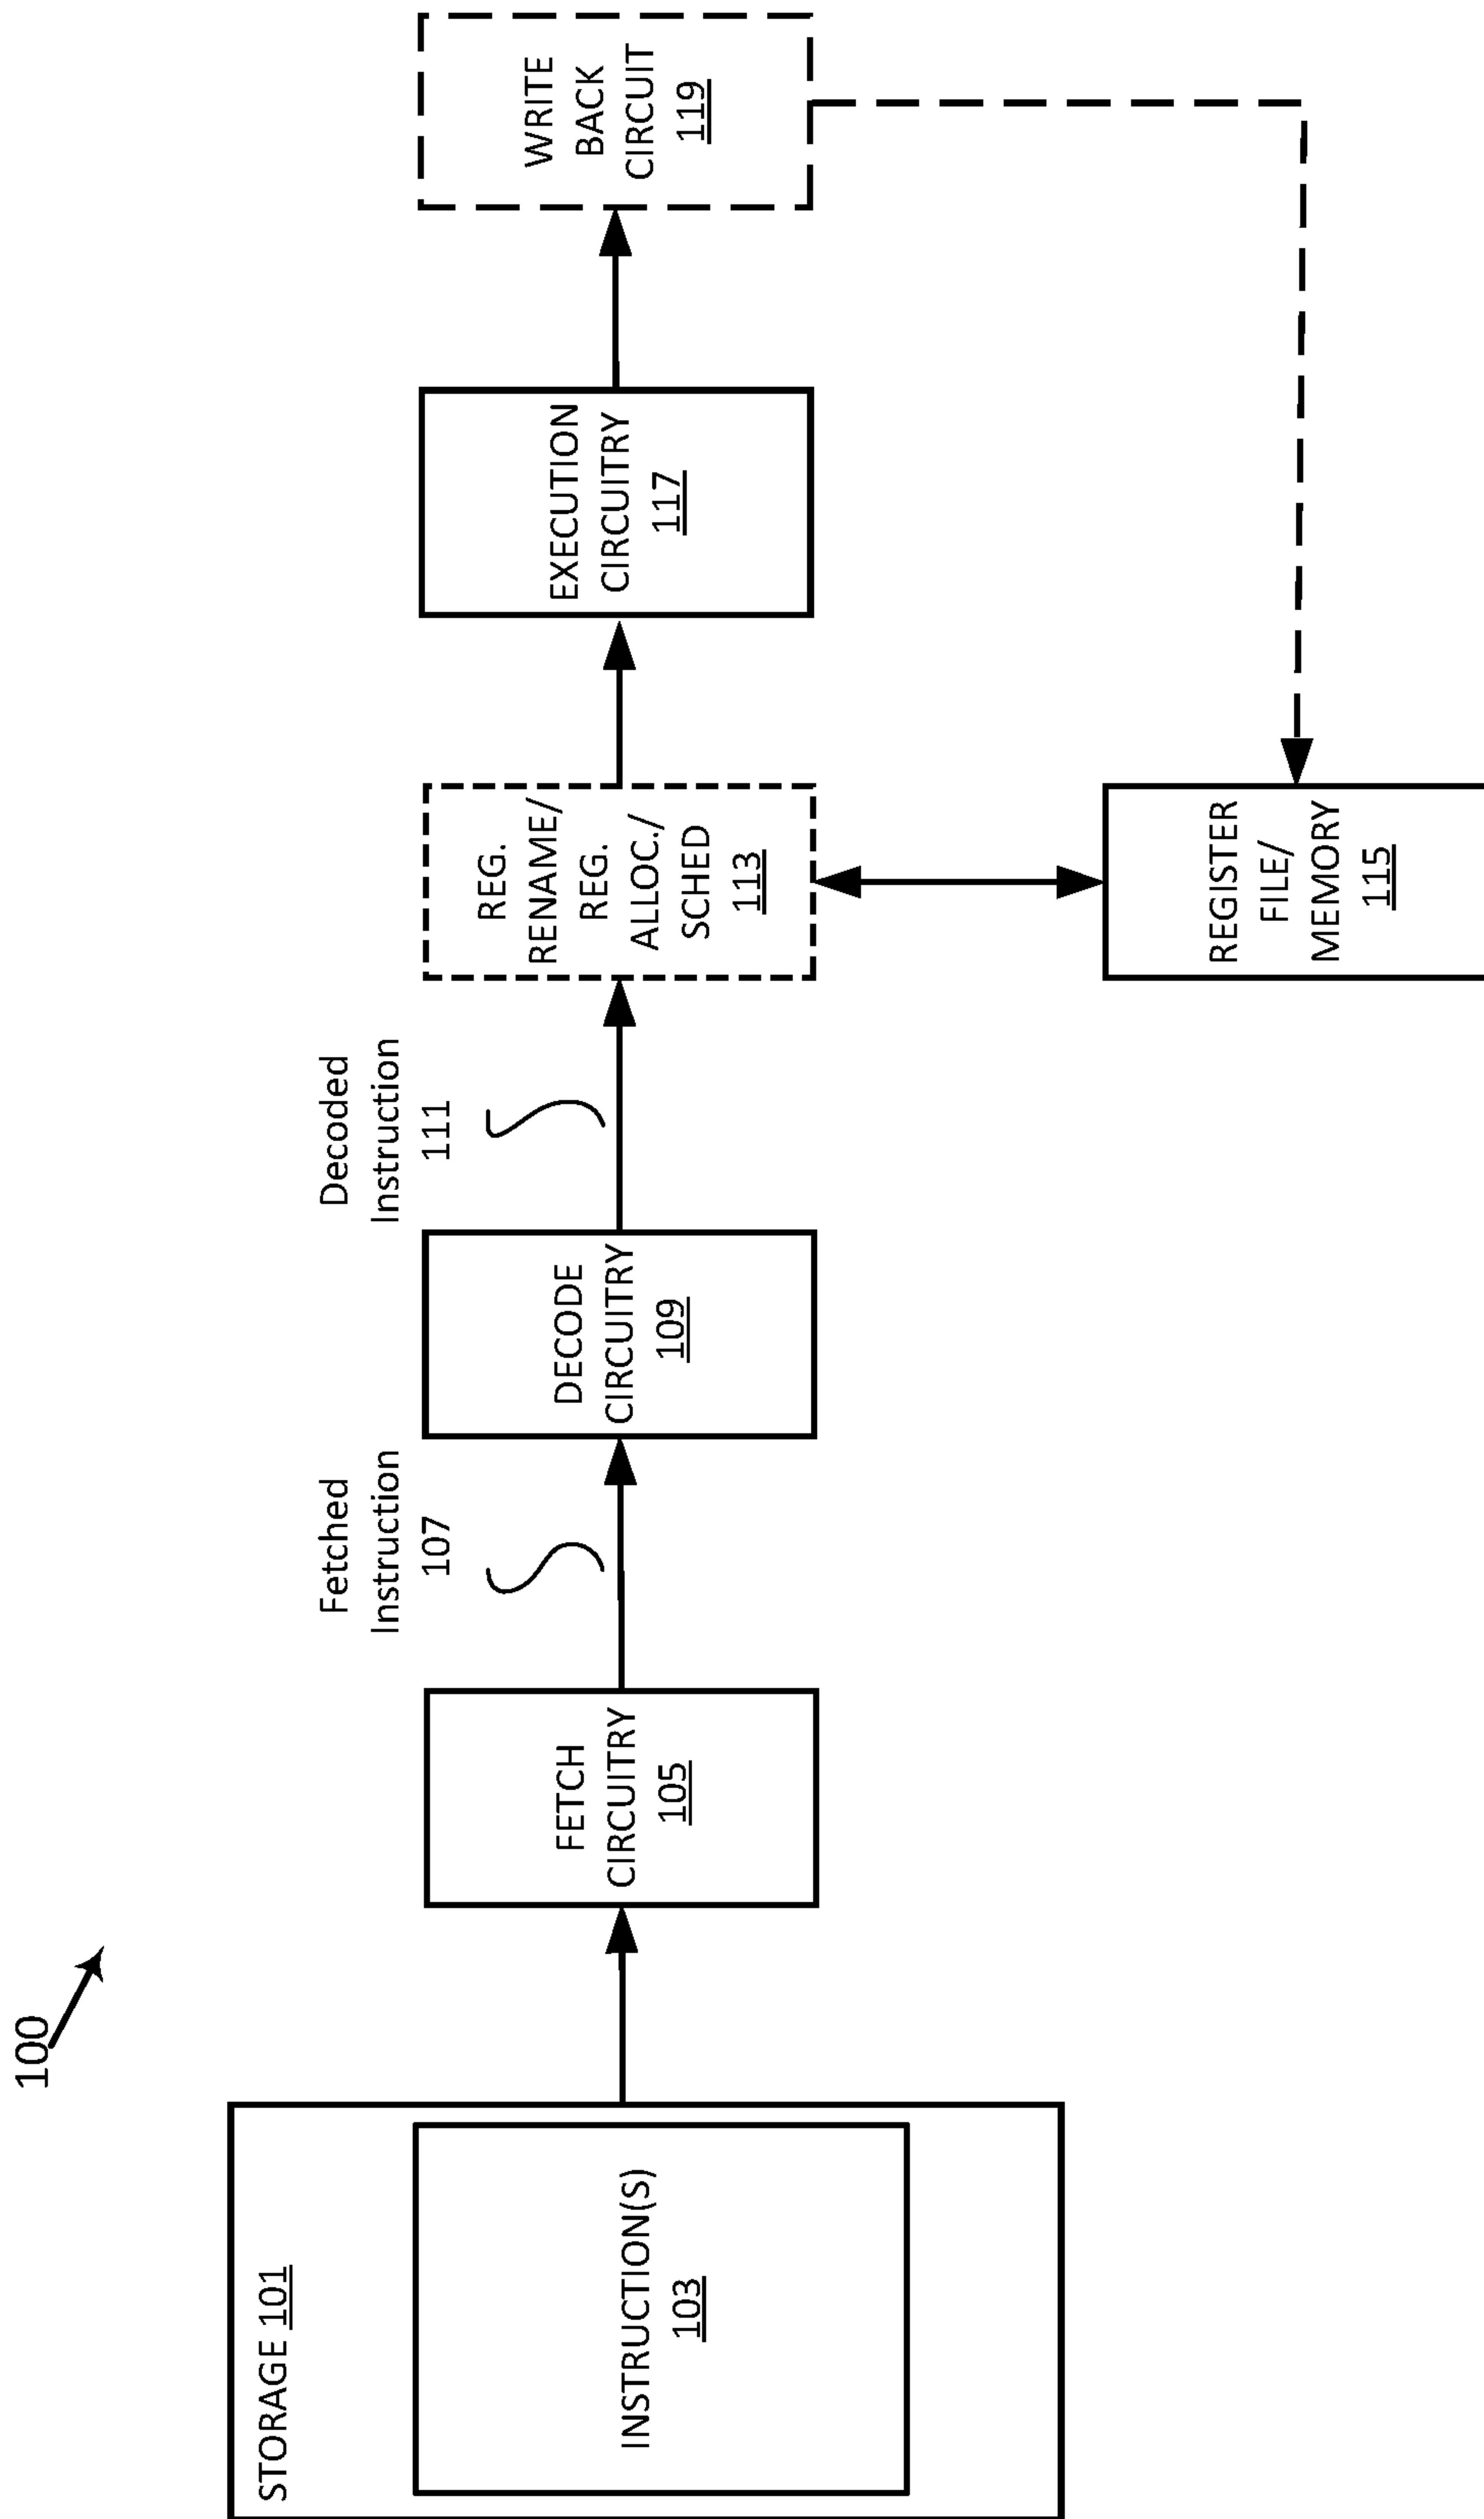 100
STORAGE 101
INSTRUCTION(S)
103
FETCH
CIRCUITRY
105
Fetched
Instruction
107
DECODE
CIRCUITRY
109
Decoded
Instruction
111
REG.
RENAME/
REG.
ALLOC./
SCHED
113
REGISTER
FILE/
MEMORY
115
EXECUTION
CIRCUITRY
117
WRITE
BACK
CIRCUIT
119